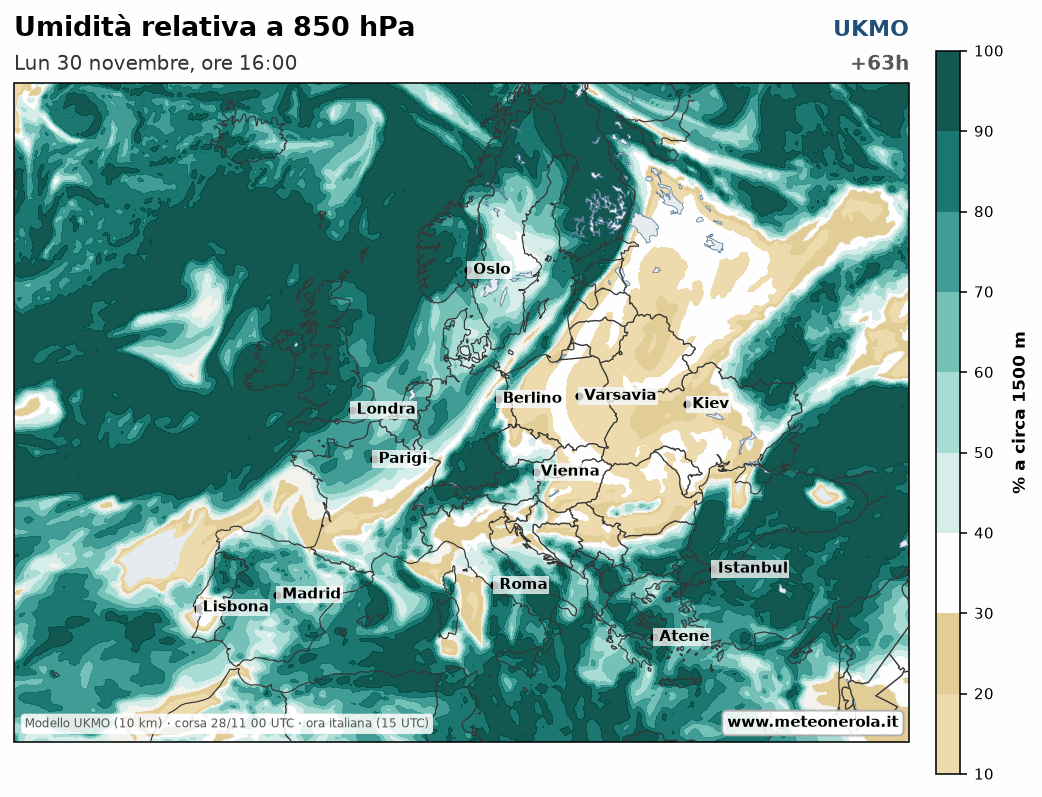 Umidità relativa a 850 hPa
UKMO
Lun 30 novembre, ore 16:00
+63h
100
90
80
70
60
50
40
30
20
10
% a circa 1500 m
Oslo
Londra
Berlino
Varsavia
Kiev
Parigi
Vienna
Istanbul
Roma
Madrid
Lisbona
Atene
Modello UKMO (10 km) · corsa 28/11 00 UTC · ora italiana (15 UTC)
www.meteonerola.it